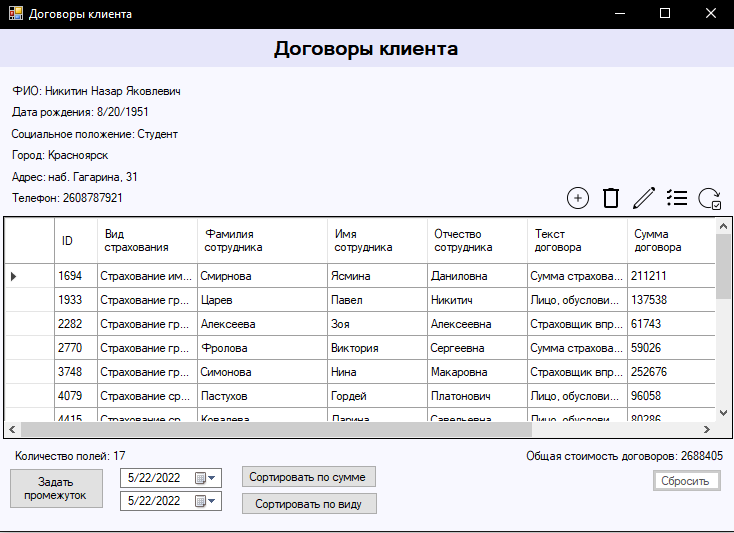 Договоры клиента
Договоры клиента
ФИО: Никитин Назар Яковлевич
Дата рождения: 8/20/1951
Социальное положение: Студент
Город: Красноярск
Адрес: наб. Гагарина, 31
Телефон: 2608787921
ID Вид страхования Фамилия сотрудника Имя сотрудника Отчество сотрудника Текст договора Сумма договора
1694 Страхование им... Смирнова Ясмина Даниловна Сумма страхова... 211211
1933 Страхование гр... Царев Павел Никитич Лицо, обуслови... 137538
2282 Страхование гр... Алексеева Зоя Алексеевна Страховщик впр... 61743
2770 Страхование гр... Фролова Виктория Сергеевна Сумма страхова... 59026
3748 Страхование гр... Симонова Нина Макаровна Страховщик впр... 252676
4079 Страхование ср... Пастухов Гордей Платонович Лицо, обуслови... 96058
4415 Страхование ср... Ковалева Дарина Савельевна Лицо, обуслови... 80286
Количество полей: 17
Общая стоимость договоров: 2688405
Задать промежуток
5/22/2022
5/22/2022
Сортировать по сумме
Сортировать по виду
Сбросить